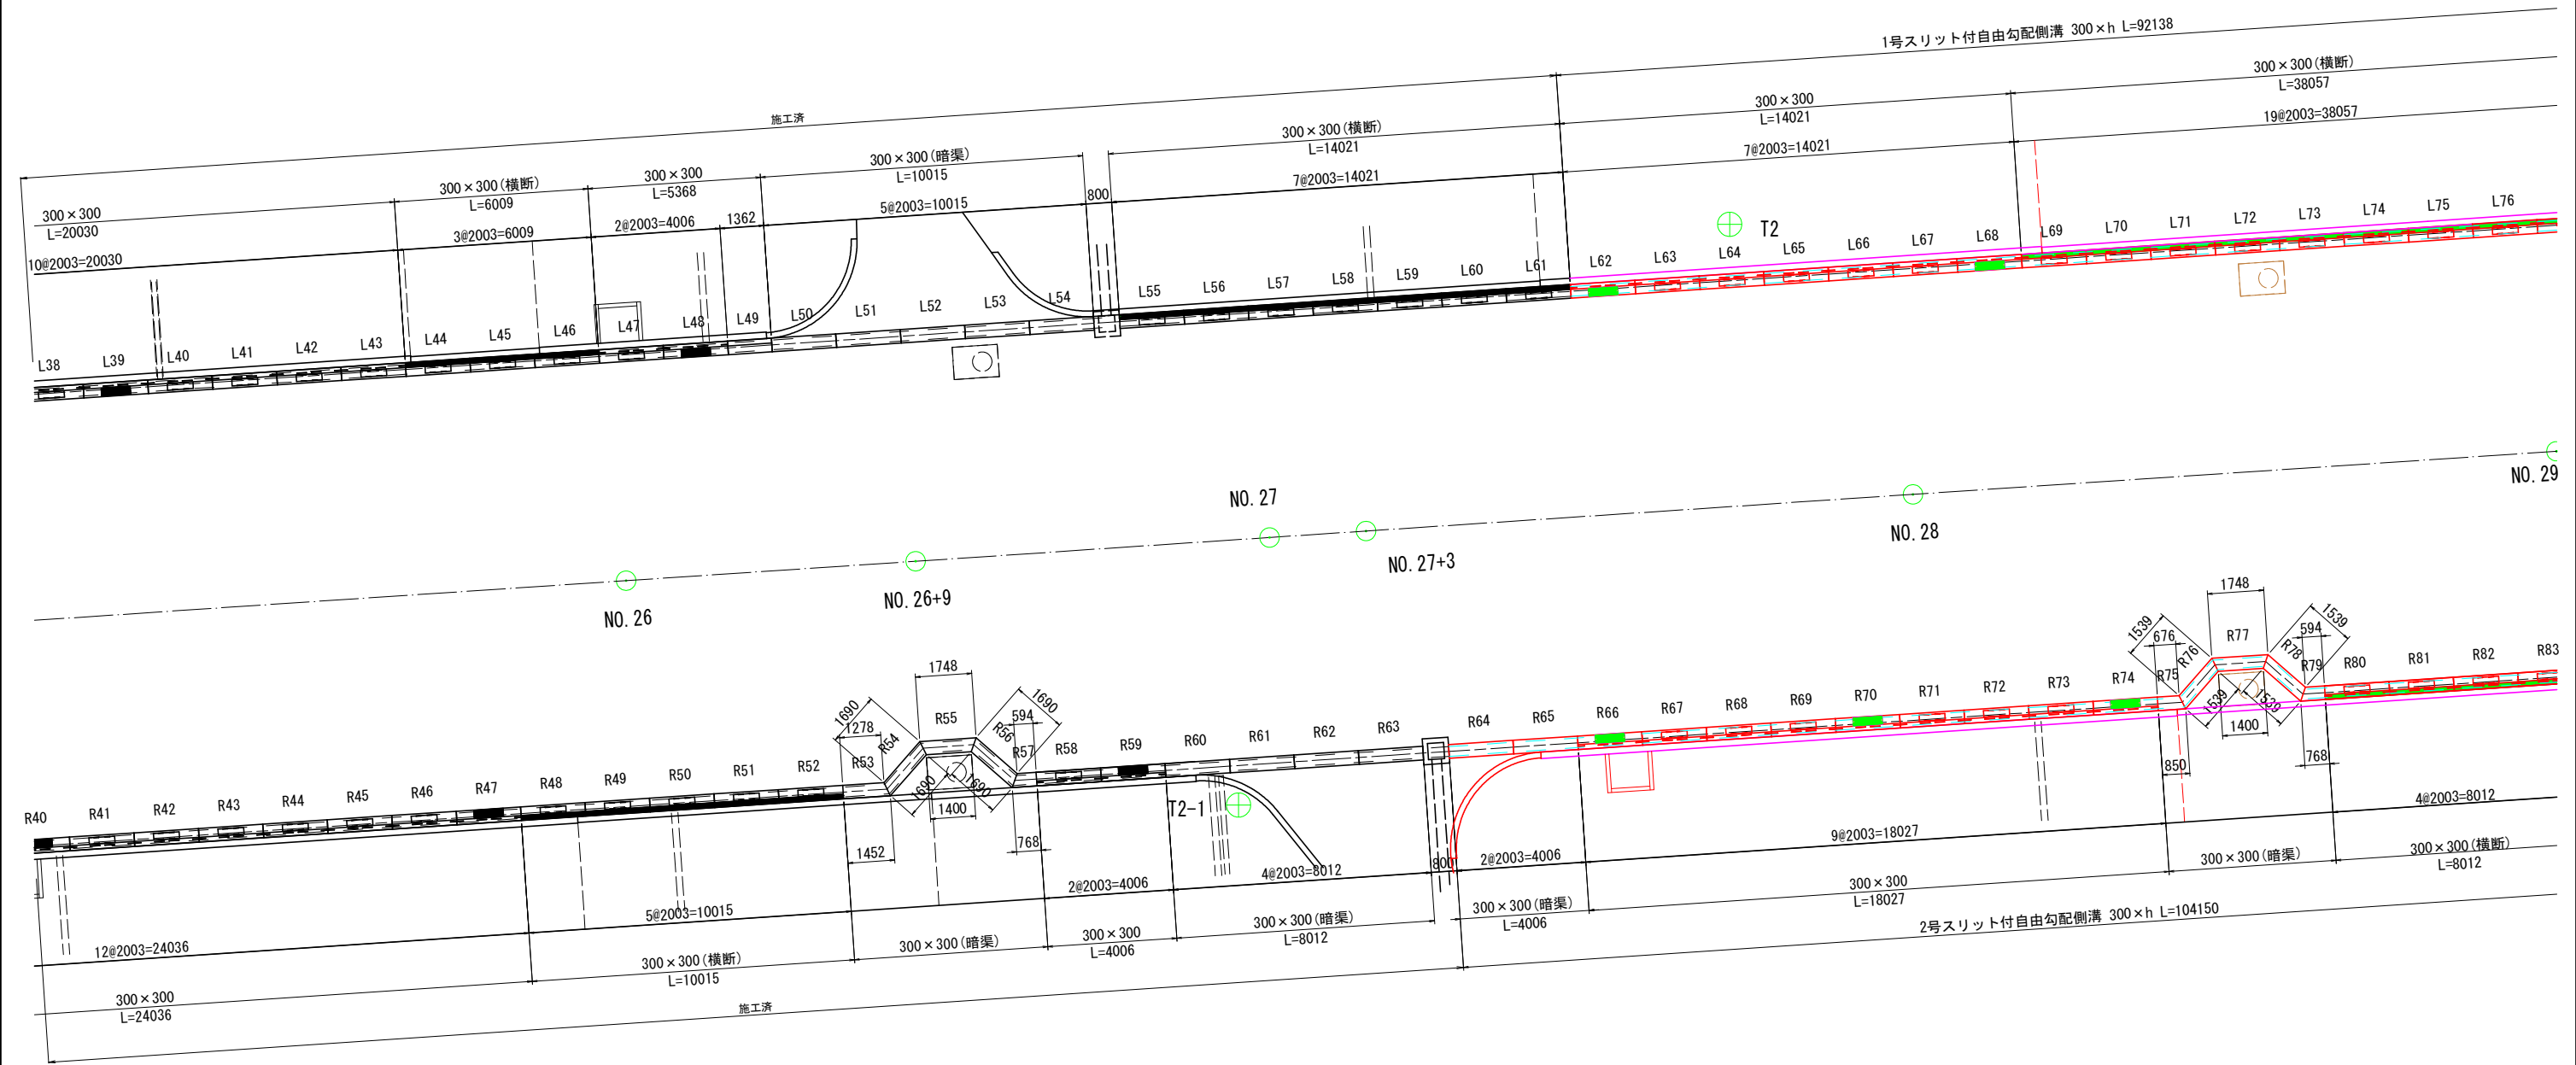 1号スリット付自由勾配側溝 300×h L=92138
施工済
300×300(横断)
L=38057
300×300
L=14021
19@2003=38057
300×300(横断)
L=14021
7@2003=14021
300×300(暗渠)
L=10015
7@2003=14021
300×300
L=5368
5@2003=10015
800
300×300(横断)
L=6009
2@2003=4006
1362
300×300
L=20030
3@2003=6009
10@2003=20030
T2
L38 L39 L40 L41 L42 L43 L44 L45 L46 L47 L48 L49 L50 L51 L52 L53 L54 L55 L56 L57 L58 L59 L60 L61 L62 L63 L64 L65 L66 L67 L68 L69 L70 L71 L72 L73 L74 L75 L76
NO.26
NO.26+9
NO.27
NO.27+3
NO.28
NO.29
1748
1690
1690
1278
594
1690
1690
1400
1452
768
1748
1539
1539
676
594
1539
1539
1400
850
768
R40 R41 R42 R43 R44 R45 R46 R47 R48 R49 R50 R51 R52 R53 R54 R55 R56 R57 R58 R59 R60 R61 R62 R63 R64 R65 R66 R67 R68 R69 R70 R71 R72 R73 R74 R75 R76 R77 R78 R79 R80 R81 R82 R83
T2-1
12@2003=24036
5@2003=10015
2@2003=4006
4@2003=8012
800
2@2003=4006
9@2003=18027
4@2003=8012
300×300
L=24036
300×300(横断)
L=10015
300×300(暗渠)
300×300
L=4006
300×300(暗渠)
L=8012
300×300(暗渠)
L=4006
300×300
L=18027
300×300(暗渠)
300×300(横断)
L=8012
2号スリット付自由勾配側溝 300×h L=104150
施工済